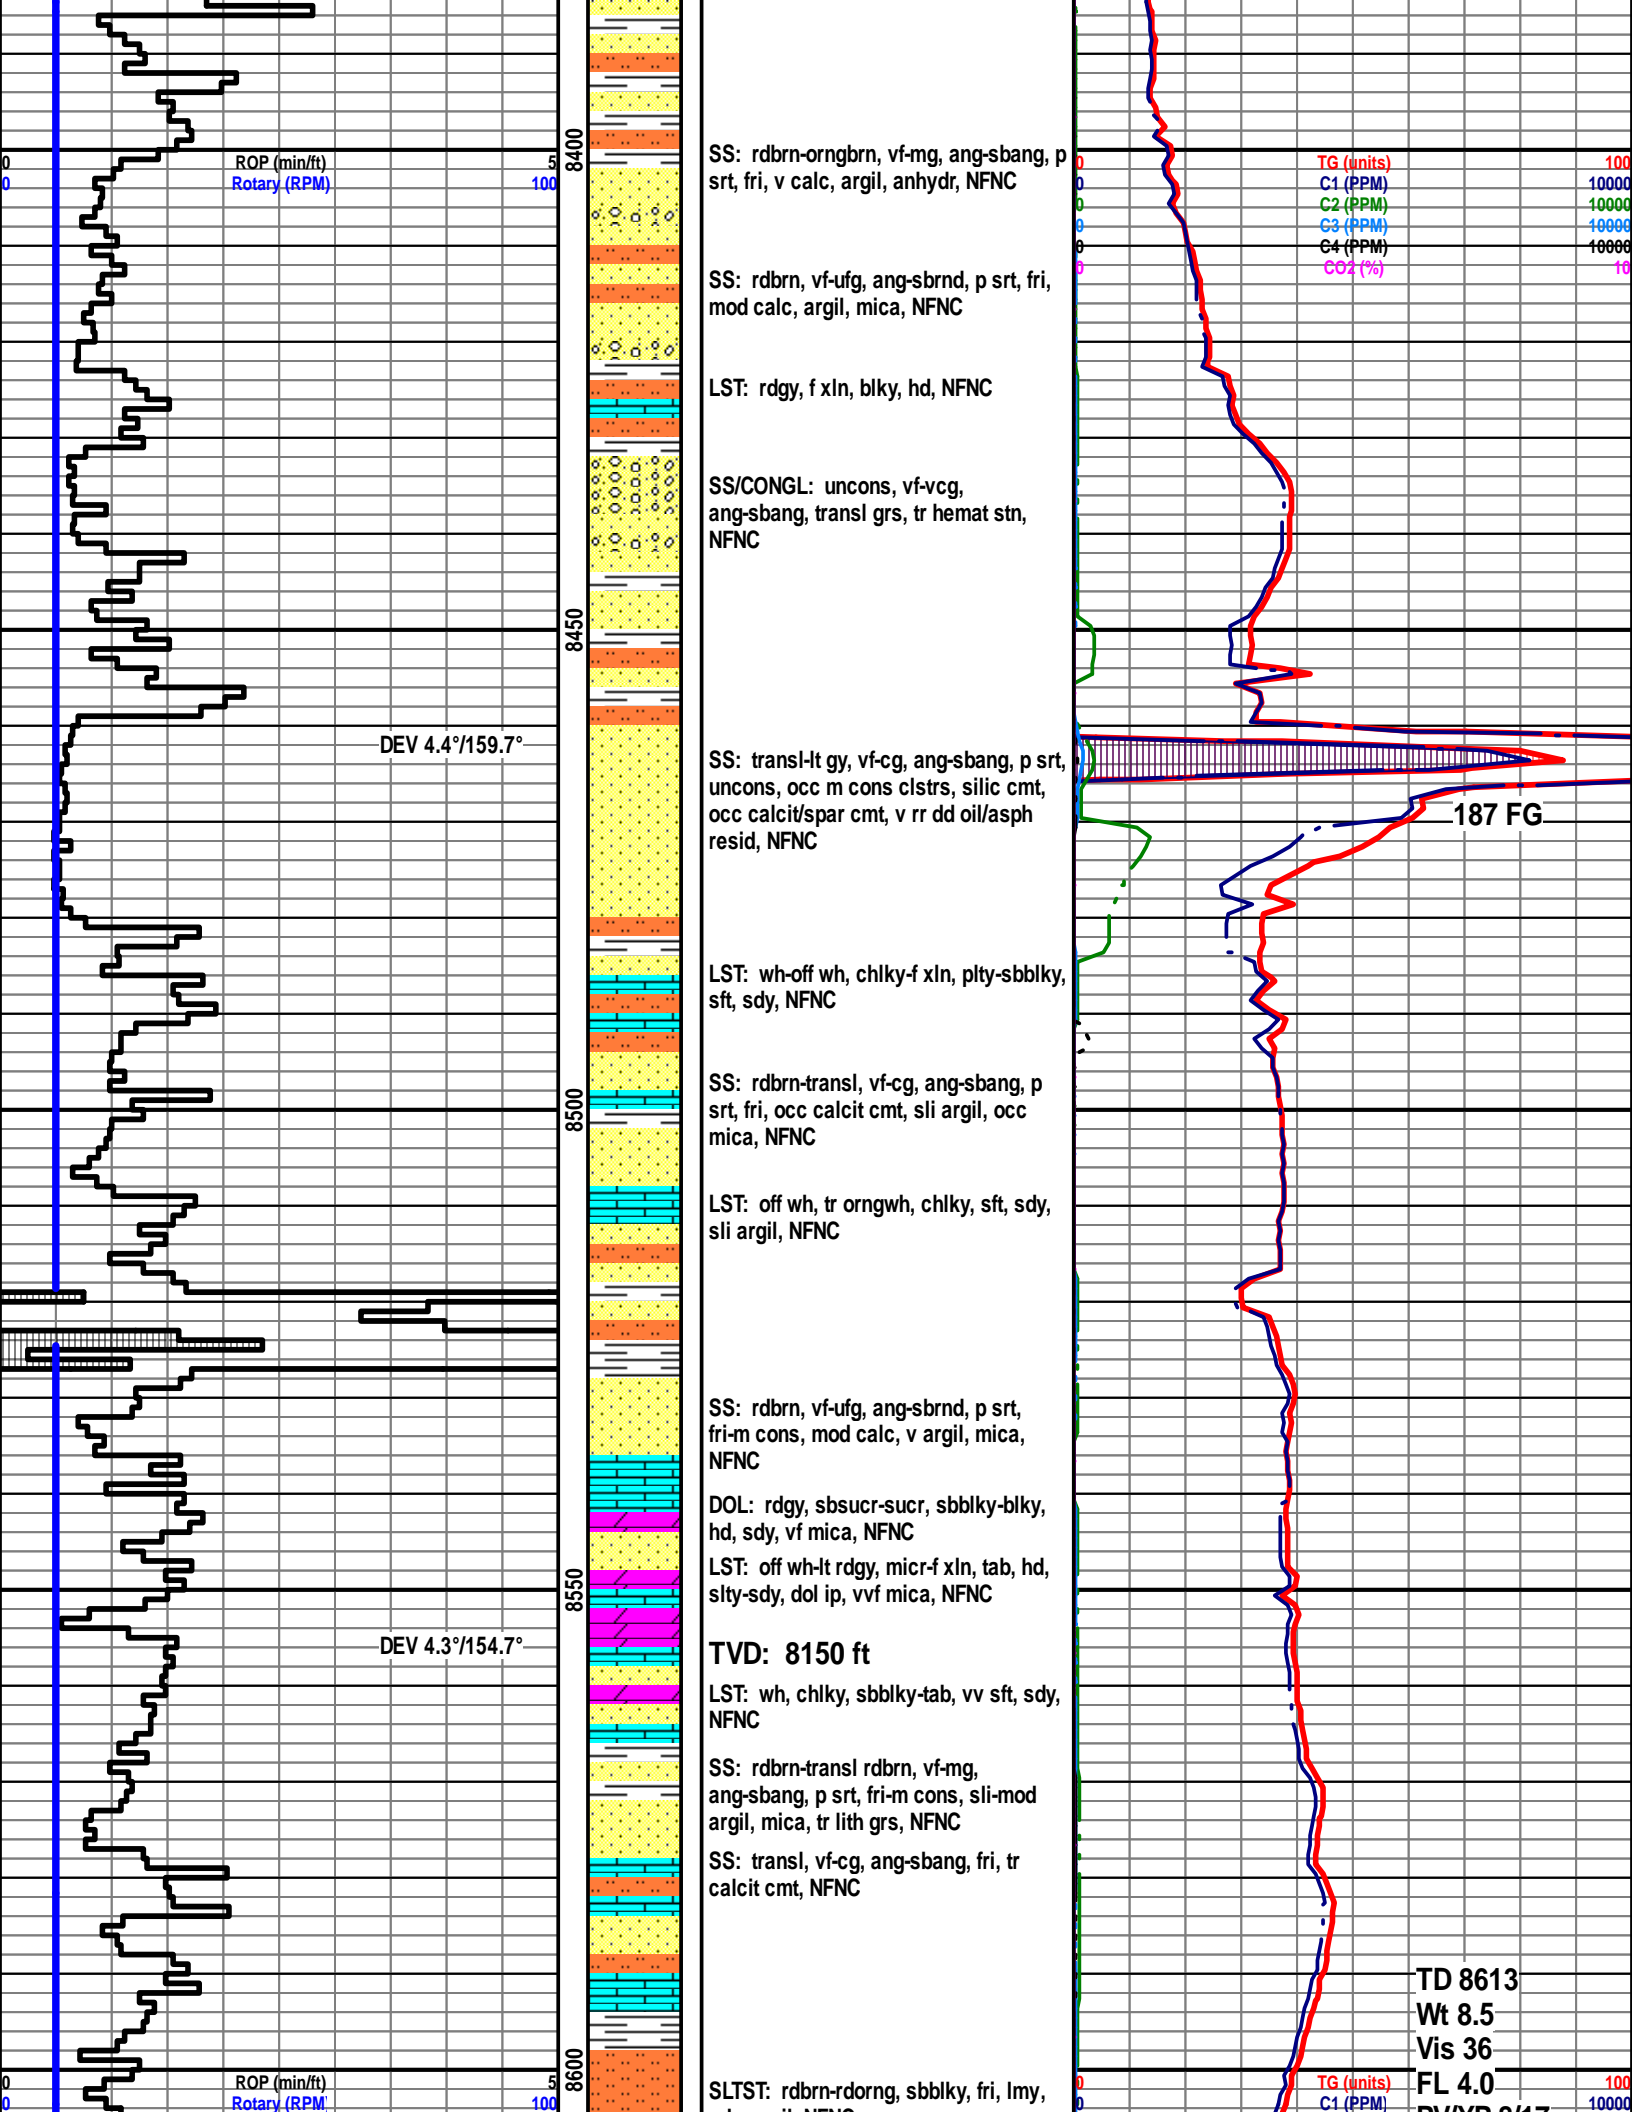 0 ROP (min/ft) 5
0 Rotary (RPM) 100
8400
SS: rdbrn-orngbrn, vf-mg, ang-sbang, p
srt, fri, v calc, argil, anhydr, NFNC
0 TG (units) 100
0 C1 (PPM) 10000
0 C2 (PPM) 10000
0 C3 (PPM) 10000
0 C4 (PPM) 10000
0 CO2 (%) 10
SS: rdbrn, vf-ufg, ang-sbrnd, p srt, fri,
mod calc, argil, mica, NFNC
LST: rdgy, f xln, blky, hd, NFNC
SS/CONGL: uncons, vf-vcg,
ang-sbang, transl grs, tr hemat stn,
NFNC
8450
DEV 4.4°/159.7°
SS: transl-lt gy, vf-cg, ang-sbang, p srt,
uncons, occ m cons clstrs, silic cmt,
occ calcit/spar cmt, v rr dd oil/asph
resid, NFNC
187 FG
LST: wh-off wh, chlky-f xln, plty-sbblky,
sft, sdy, NFNC
SS: rdbrn-transl, vf-cg, ang-sbang, p
srt, fri, occ calcit cmt, sli argil, occ
mica, NFNC
8500
LST: off wh, tr orngwh, chlky, sft, sdy,
sli argil, NFNC
SS: rdbrn, vf-ufg, ang-sbrnd, p srt,
fri-m cons, mod calc, v argil, mica,
NFNC
DOL: rdgy, sbsucr-sucr, sbblky-blky,
hd, sdy, vf mica, NFNC
LST: off wh-lt rdgy, micr-f xln, tab, hd,
slty-sdy, dol ip, vvf mica, NFNC
8550
DEV 4.3°/154.7°
TVD: 8150 ft
LST: wh, chlky, sbblky-tab, vv sft, sdy,
NFNC
SS: rdbrn-transl rdbrn, vf-mg,
ang-sbang, p srt, fri-m cons, sli-mod
argil, mica, tr lith grs, NFNC
SS: transl, vf-cg, ang-sbang, fri, tr
calcit cmt, NFNC
TD 8613
Wt 8.5
Vis 36
FL 4.0
8600
0 ROP (min/ft) 5
0 Rotary (RPM) 100
SLTST: rdbrn-rdorng, sbblky, fri, lmy,
0 TG (units) 100
0 C1 (PPM) 10000